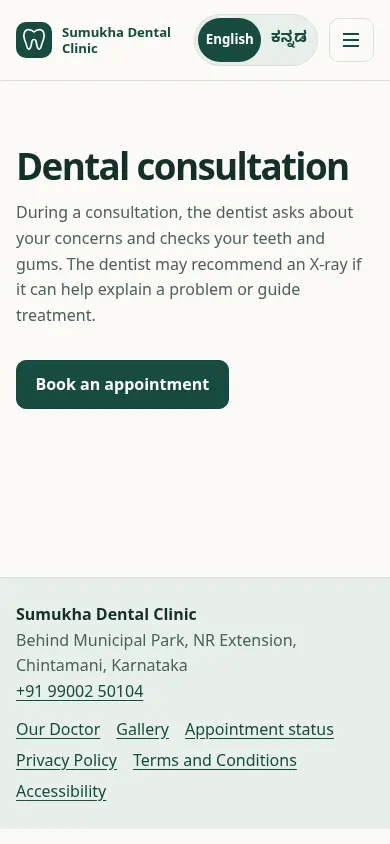 Sumukha Dental
Clinic
English
ಕನ್ನಡ
Dental consultation
During a consultation, the dentist asks about
your concerns and checks your teeth and
gums. The dentist may recommend an X-ray if
it can help explain a problem or guide
treatment.
Book an appointment
Sumukha Dental Clinic
Behind Municipal Park, NR Extension,
Chintamani, Karnataka
+91 99002 50104
Our Doctor Gallery Appointment status
Privacy Policy Terms and Conditions
Accessibility